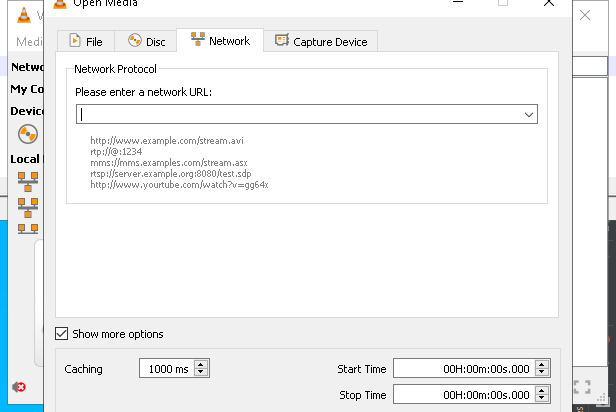 Open Media
Medi
File
Disc
Network
Capture Device
Netwo
My Co
Device
Local
Network Protocol
Please enter a network URL:
http://www.example.com/stream.avi
rtp://@:1234
mms://mms.examples.com/stream.asx
rtsp://server.example.org:8080/test.sdp
http://www.yourtube.com/watch?v=gg64x
Show more options
Caching
1000 ms
Start Time
00H:00m:00s.000
Stop Time
00H:00m:00s.000